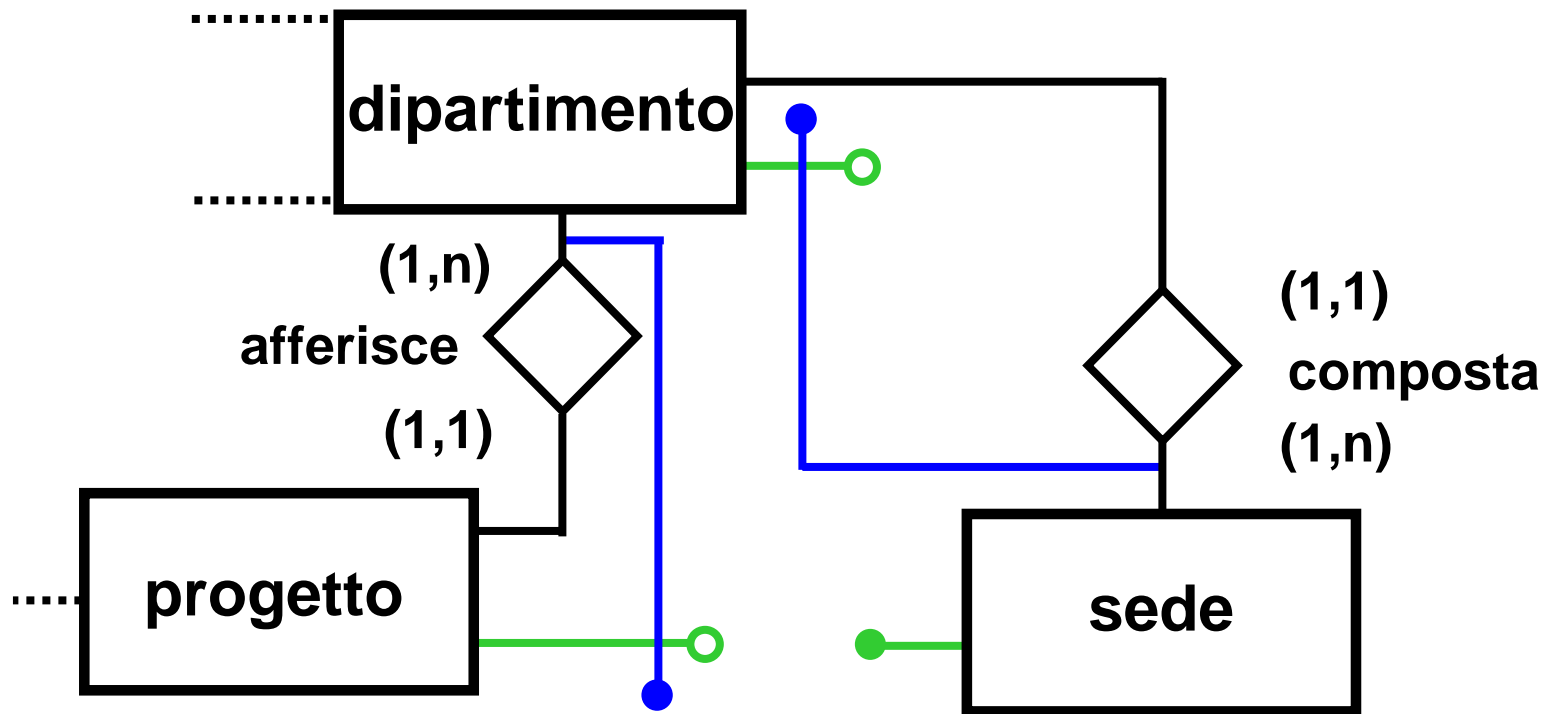 dipartimento
(1,n)
afferisce
(1,1)
(1,1)
composta
(1,n)
progetto
sede